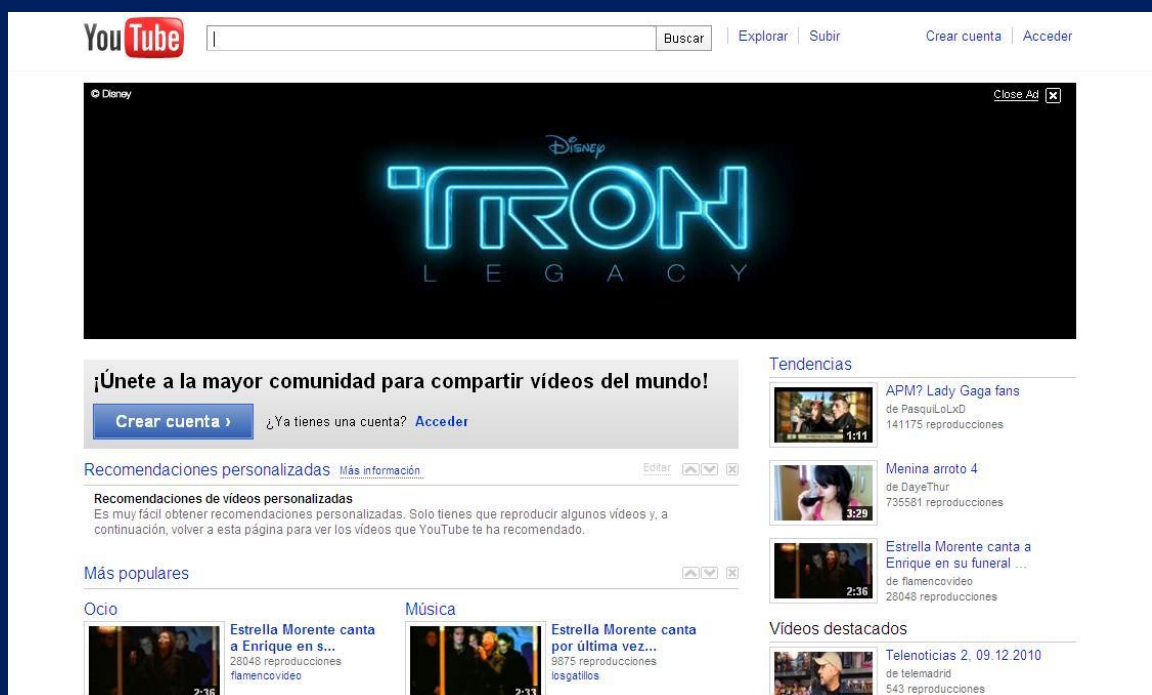 YouTube
Buscar
Explorar
Subir
Crear cuenta
Acceder
© Disney
Close Ad
Disney
TRON
LEGACY
¡Únete a la mayor comunidad para compartir vídeos del mundo!
Crear cuenta ›
¿Ya tienes una cuenta? Acceder
Recomendaciones personalizadas Más información
Editar
Recomendaciones de vídeos personalizadas
Es muy fácil obtener recomendaciones personalizadas. Solo tienes que reproducir algunos vídeos y, a
continuación, volver a esta página para ver los vídeos que YouTube te ha recomendado.
Más populares
Ocio
2:36
Estrella Morente canta
a Enrique en s...
28048 reproducciones
flamencovideo
Música
2:33
Estrella Morente canta
por última vez...
9875 reproducciones
losgatillos
Tendencias
1:11
APM? Lady Gaga fans
de PasquiLoLxD
141175 reproducciones
3:29
Menina arroto 4
de DayeThur
735581 reproducciones
2:36
Estrella Morente canta a
Enrique en su funeral ...
de flamencovideo
28048 reproducciones
Vídeos destacados
Telenoticias 2, 09.12.2010
de telemadrid
543 reproducciones